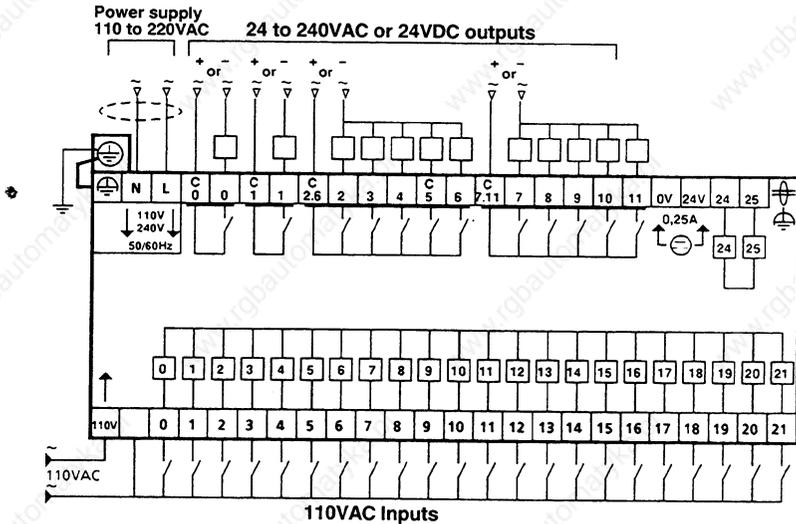 Power supply
110 to 220VAC
24 to 240VAC or 24VDC outputs
+ or − + or − + or − + or −
~ ~ ~ ~ ~ ~ ~ ~
N L C 0 0 C 1 1 C 2.6 2 3 4 C 5 6 C 7.11 7 8 9 10 11 0V 24V 24 25
110V
240V
50/60Hz
0,25A
24 25
0 1 2 3 4 5 6 7 8 9 10 11 12 13 14 15 16 17 18 19 20 21
110V 0 1 2 3 4 5 6 7 8 9 10 11 12 13 14 15 16 17 18 19 20 21
~
110VAC
~
110VAC Inputs
www.rgbautomatyka.com